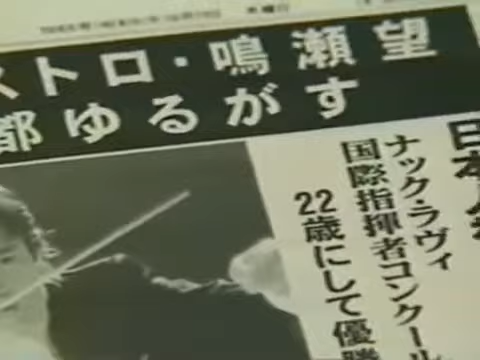 ストロ・鳴瀬望
都ゆるがす
日本人
ナック・ラヴィ
国際指揮者コンクール
22歳にして優勝